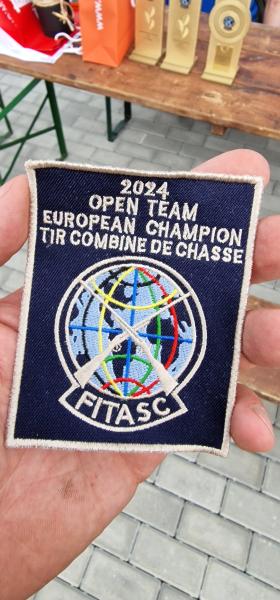 2024
OPEN TEAM
EUROPEAN CHAMPION
TIR COMBINE DE CHASSE
FITASC